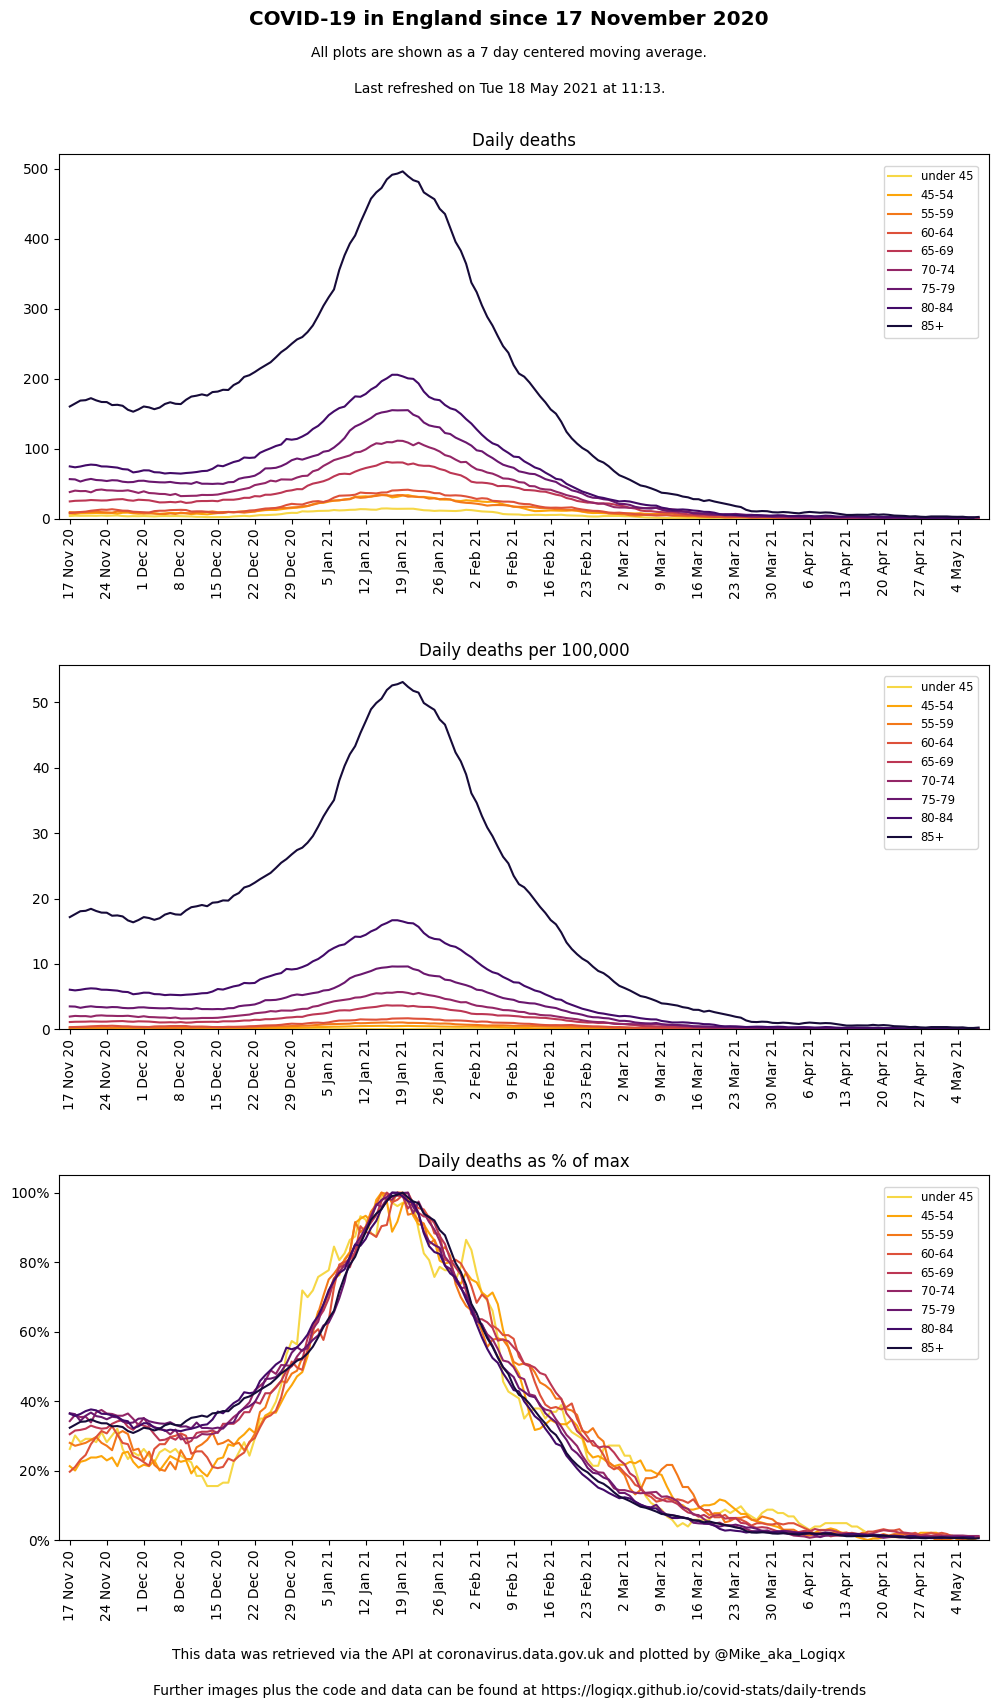 COVID-19 in England since 17 November 2020
All plots are shown as a 7 day centered moving average.
Last refreshed on Tue 18 May 2021 at 11:13.
Daily deaths
500
400
300
200
100
0
under 45
45-54
55-59
60-64
65-69
70-74
75-79
80-84
85+
17 Nov 20
24 Nov 20
1 Dec 20
8 Dec 20
15 Dec 20
22 Dec 20
29 Dec 20
5 Jan 21
12 Jan 21
19 Jan 21
26 Jan 21
2 Feb 21
9 Feb 21
16 Feb 21
23 Feb 21
2 Mar 21
9 Mar 21
16 Mar 21
23 Mar 21
30 Mar 21
6 Apr 21
13 Apr 21
20 Apr 21
27 Apr 21
4 May 21
Daily deaths per 100,000
50
40
30
20
10
0
under 45
45-54
55-59
60-64
65-69
70-74
75-79
80-84
85+
17 Nov 20
24 Nov 20
1 Dec 20
8 Dec 20
15 Dec 20
22 Dec 20
29 Dec 20
5 Jan 21
12 Jan 21
19 Jan 21
26 Jan 21
2 Feb 21
9 Feb 21
16 Feb 21
23 Feb 21
2 Mar 21
9 Mar 21
16 Mar 21
23 Mar 21
30 Mar 21
6 Apr 21
13 Apr 21
20 Apr 21
27 Apr 21
4 May 21
Daily deaths as % of max
100%
80%
60%
40%
20%
0%
under 45
45-54
55-59
60-64
65-69
70-74
75-79
80-84
85+
17 Nov 20
24 Nov 20
1 Dec 20
8 Dec 20
15 Dec 20
22 Dec 20
29 Dec 20
5 Jan 21
12 Jan 21
19 Jan 21
26 Jan 21
2 Feb 21
9 Feb 21
16 Feb 21
23 Feb 21
2 Mar 21
9 Mar 21
16 Mar 21
23 Mar 21
30 Mar 21
6 Apr 21
13 Apr 21
20 Apr 21
27 Apr 21
4 May 21
This data was retrieved via the API at coronavirus.data.gov.uk and plotted by @Mike_aka_Logiqx
Further images plus the code and data can be found at https://logiqx.github.io/covid-stats/daily-trends